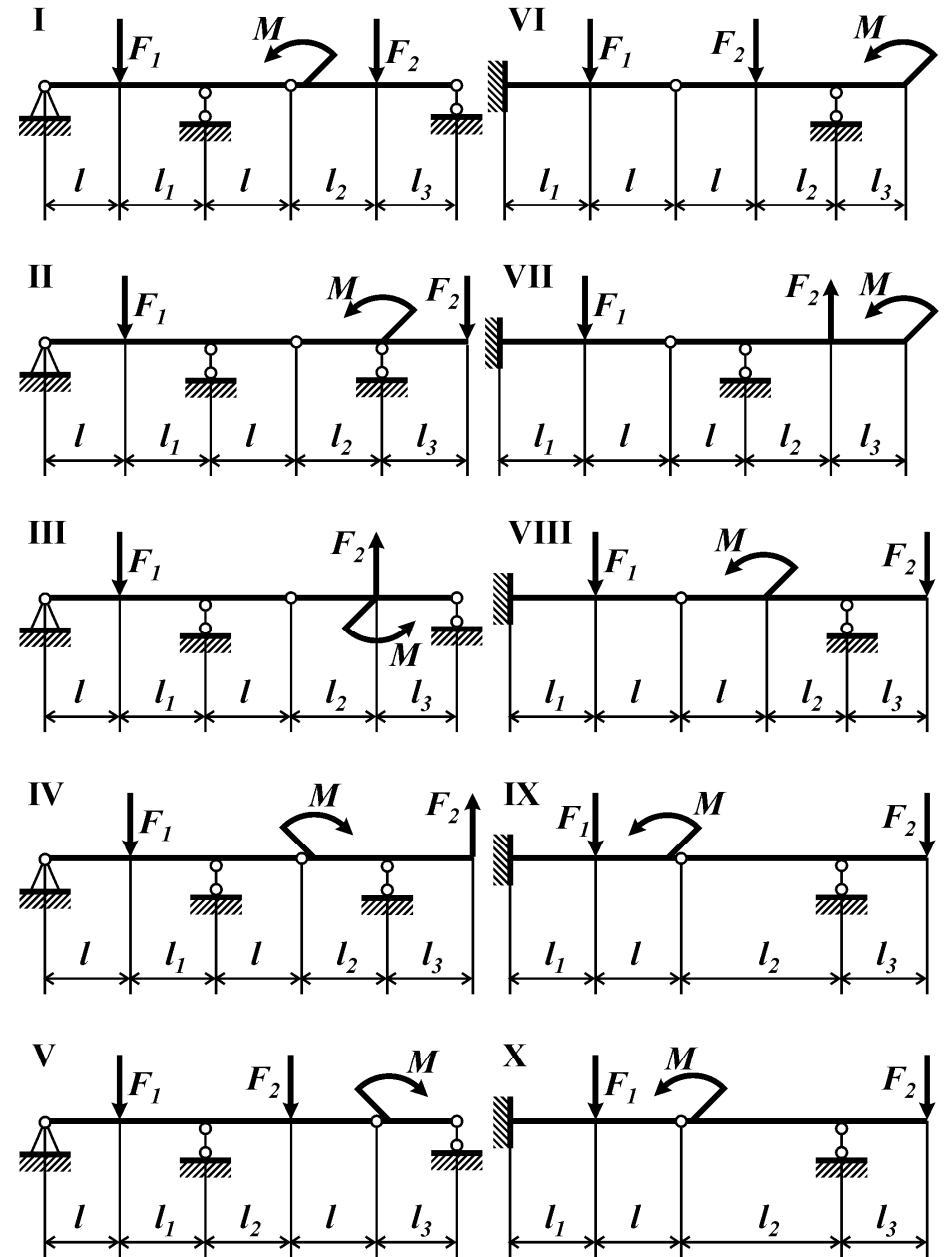 I F₁ M F₂
l l₁ l l₂ l₃
VI F₁ F₂ M
l₁ l l l₂ l₃
II F₁ M F₂
l l₁ l l₂ l₃
VII F₁ F₂ M
l₁ l l l₂ l₃
III F₁ F₂ M
l l₁ l l₂ l₃
VIII F₁ M F₂
l₁ l l l₂ l₃
IV F₁ M F₂
l l₁ l l₂ l₃
IX F₁ M F₂
l₁ l l₂ l₃
V F₁ F₂ M
l l₁ l₂ l l₃
X F₁ M F₂
l₁ l l₂ l₃